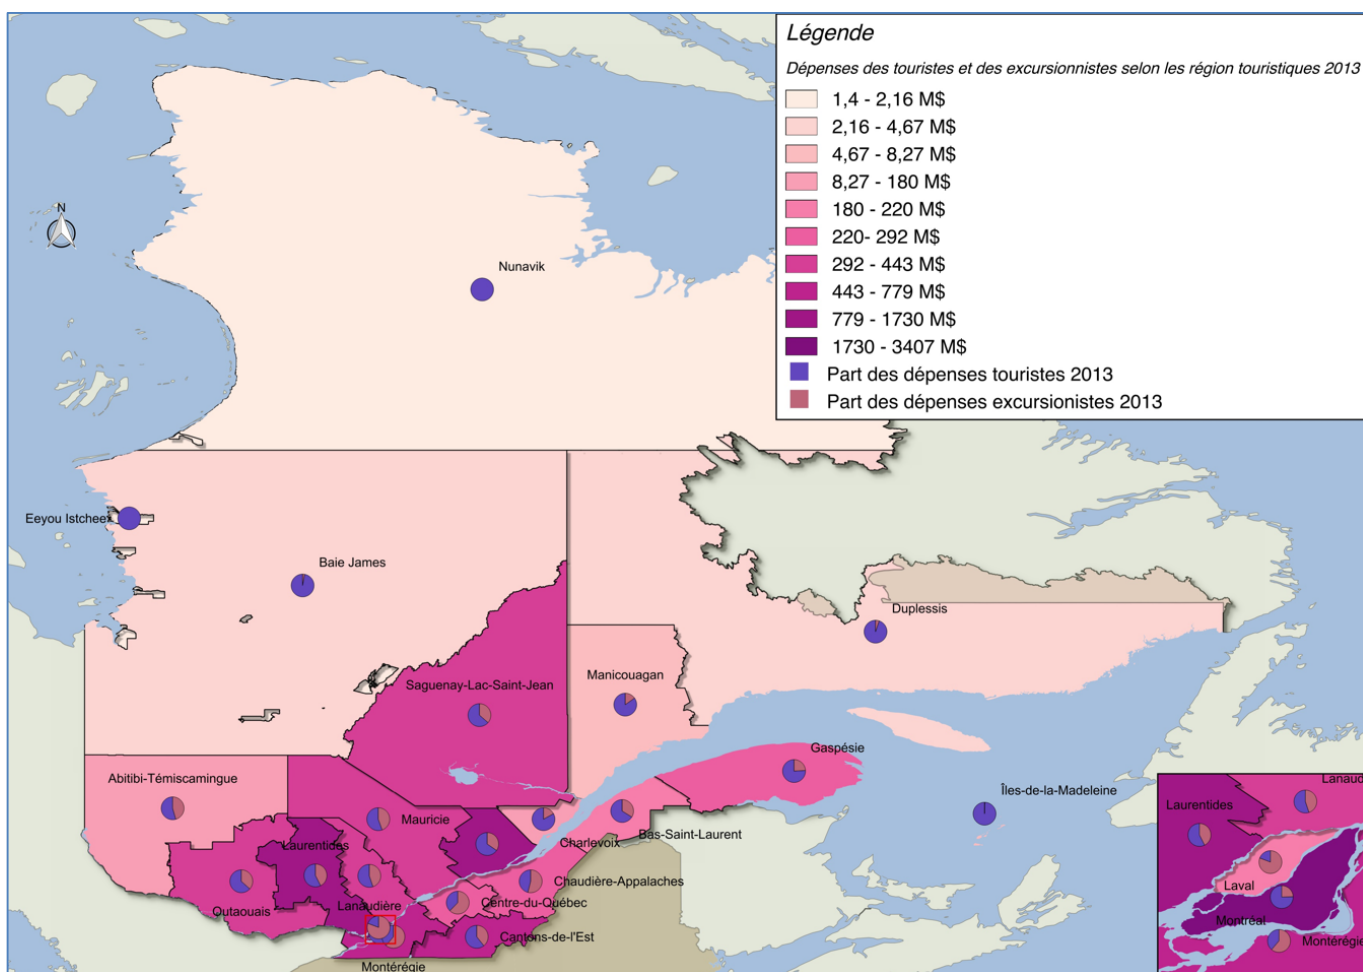 Légende
Dépenses des touristes et des excursionnistes selon les région touristiques 2013
1,4 - 2,16 M$
2,16 - 4,67 M$
4,67 - 8,27 M$
8,27 - 180 M$
180 - 220 M$
220- 292 M$
292 - 443 M$
443 - 779 M$
779 - 1730 M$
1730 - 3407 M$
Part des dépenses touristes 2013
Part des dépenses excursionistes 2013
N
Nunavik
Eeyou Istchee
Baie James
Duplessis
Manicouagan
Saguenay-Lac-Saint-Jean
Gaspésie
Abitibi-Témiscamingue
Îles-de-la-Madeleine
Mauricie
Bas-Saint-Laurent
Charlevoix
Laurentides
Chaudière-Appalaches
Centre-du-Québec
Lanaudière
Outaouais
Cantons-de-l'Est
Montérégie
Lanaud
Laurentides
Laval
Montréal
Montérégie